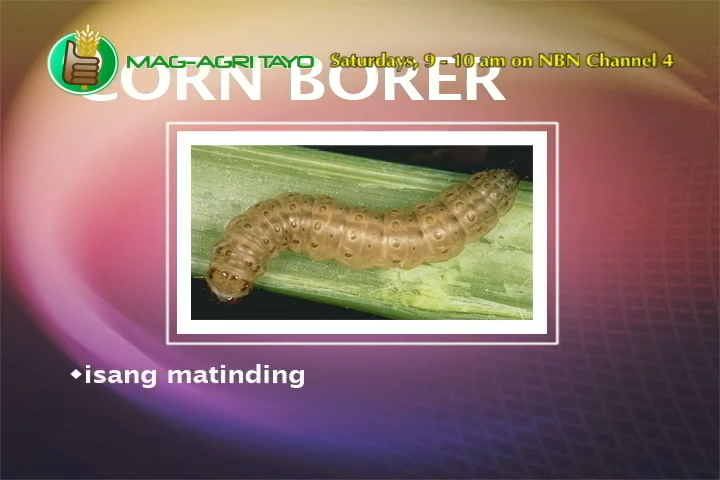 MAG-AGRI TAYO
Saturdays, 9 - 10 am on NBN Channel 4
CORN BORER
isang matinding